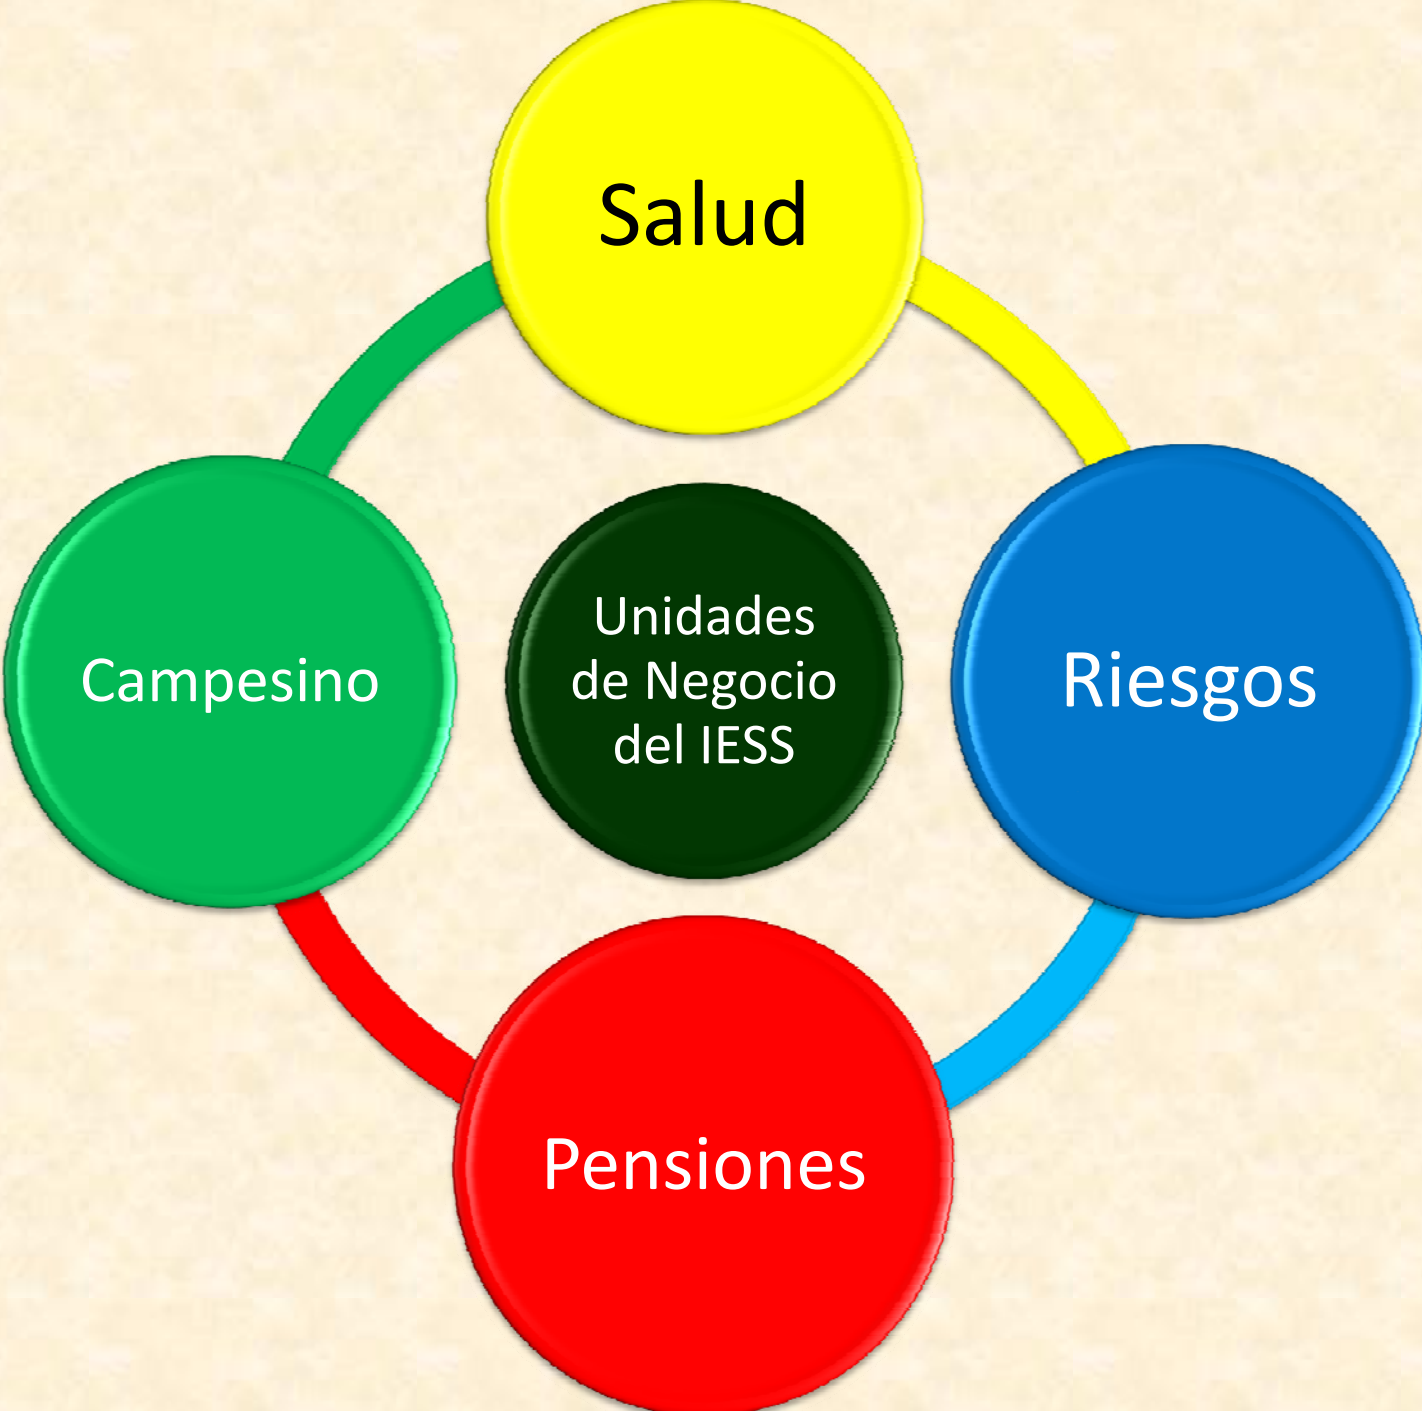 Salud
Campesino
Unidades
de Negocio
del IESS
Riesgos
Pensiones